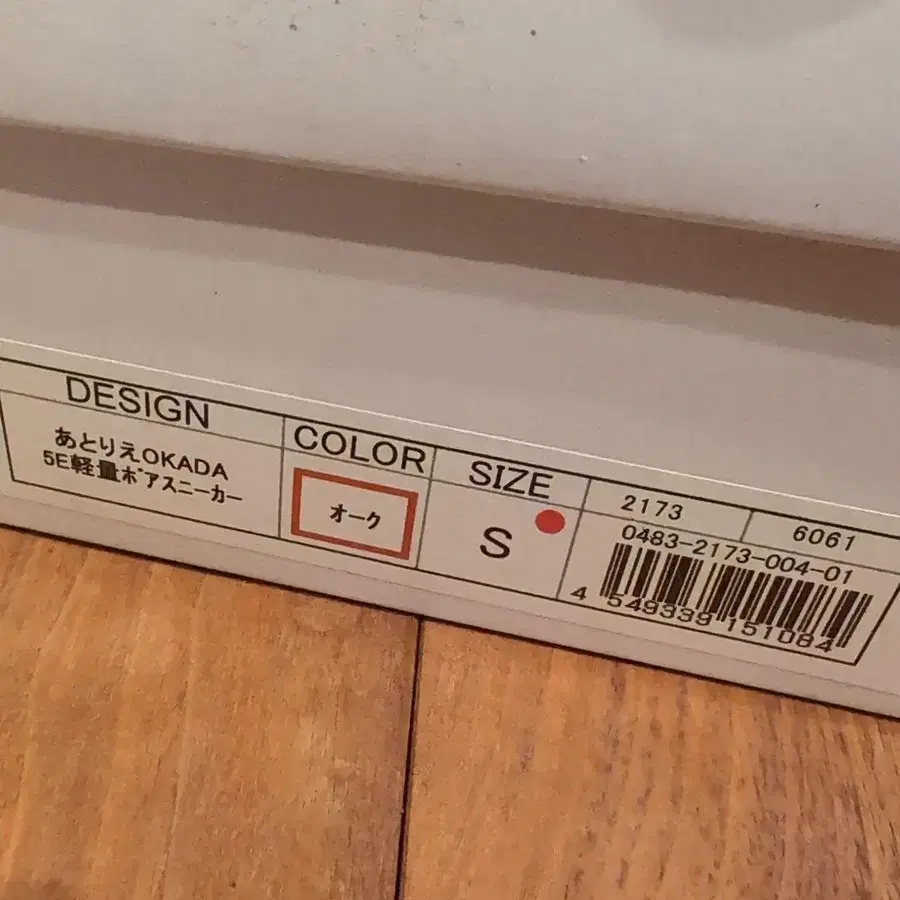 DESIGN
あとりえOKADA
5E軽量ボアスニーカー
COLOR
オーク
SIZE
S
2173
6061
0483-2173-004-01
4 549339 151084